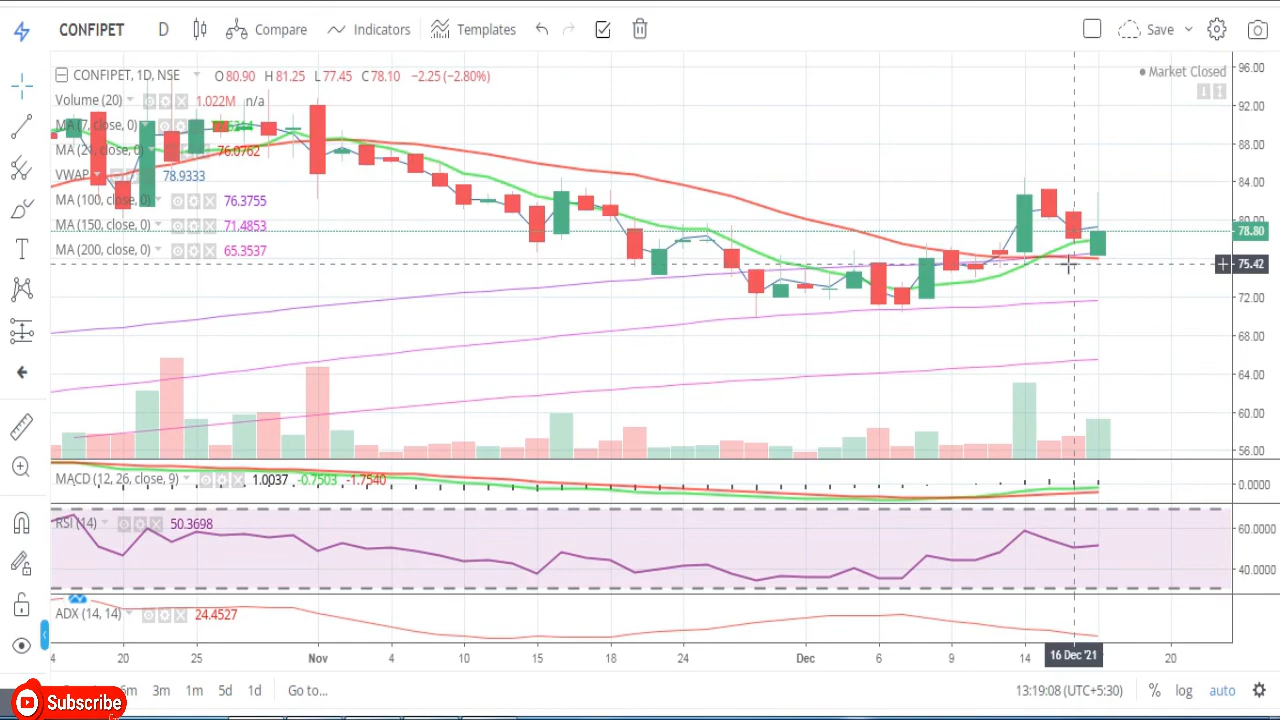 CONFIPET D Compare Indicators Templates Save
CONFIPET, 1D, NSE O80.90 H81.25 L77.45 C78.10 −2.25 (−2.80%)
Market Closed
Volume (20) 1.022M n/a
MA (7, close, 0)
MA (21, close, 0) 76.0762
VWAP 78.9333
MA (100, close, 0) 76.3755
MA (150, close, 0) 71.4853
MA (200, close, 0) 65.3537
96.00
92.00
88.00
84.00
80.00
78.80
75.42
72.00
68.00
64.00
60.00
56.00
MACD (12, 26, close, 9) 1.0037 -0.7503 -1.7540
0.0000
RSI (14) 50.3698
60.0000
40.0000
ADX (14, 14) 24.4527
4 20 25 Nov 4 10 15 18 24 Dec 6 9 14 16 Dec '21 20
6m 3m 1m 5d 1d Go to... 13:19:08 (UTC+5:30) % log auto
Subscribe